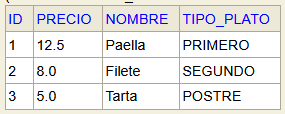 ID PRECIO NOMBRE TIPO_PLATO
1 12.5 Paella PRIMERO
2 8.0 Filete SEGUNDO
3 5.0 Tarta POSTRE